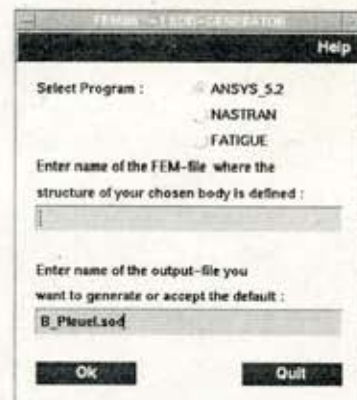 Help
Select Program :
ANSYS_5.2
NASTRAN
FATIGUE
Enter name of the FEM-file where the
structure of your chosen body is defined :
Enter name of the output-file you
want to generate or accept the default :
B_Pleuel.sod
Ok
Quit